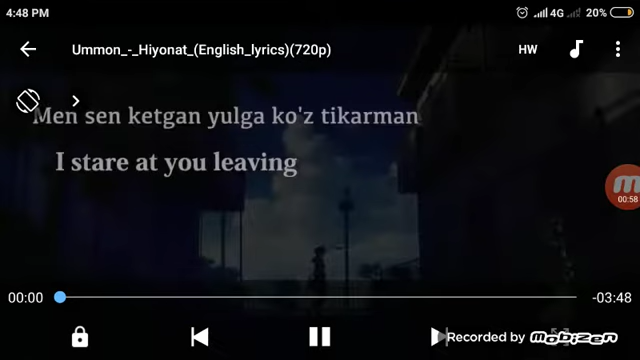 4:48 PM
4G
20%
Ummon_-_Hiyonat_(English_lyrics)(720p)
HW
Men sen ketgan yulga ko'z tikarman
I stare at you leaving
00:58
00:00
-03:48
Recorded by mobizen